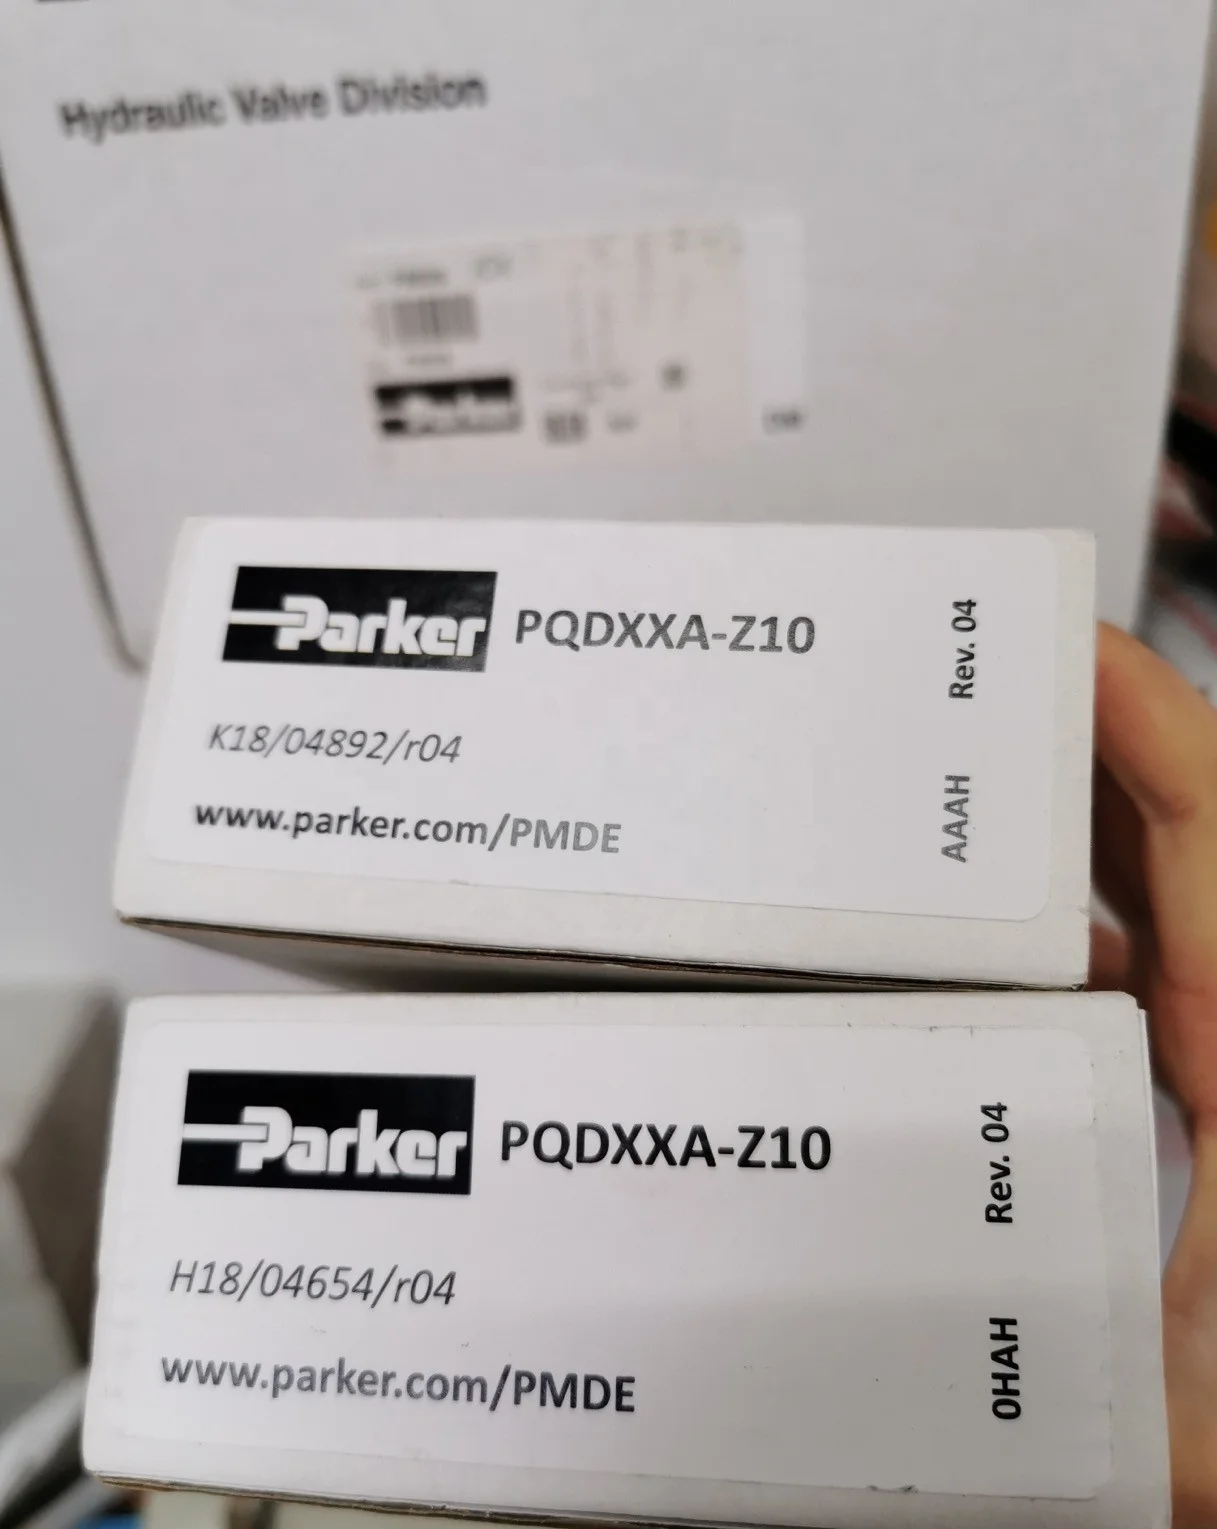 Hydraulic Valve Division
Parker
PQDXXA-Z10
K18/04892/r04
www.parker.com/PMDE
Rev. 04
AAAH
Parker
PQDXXA-Z10
H18/04654/r04
www.parker.com/PMDE
Rev. 04
0HAH